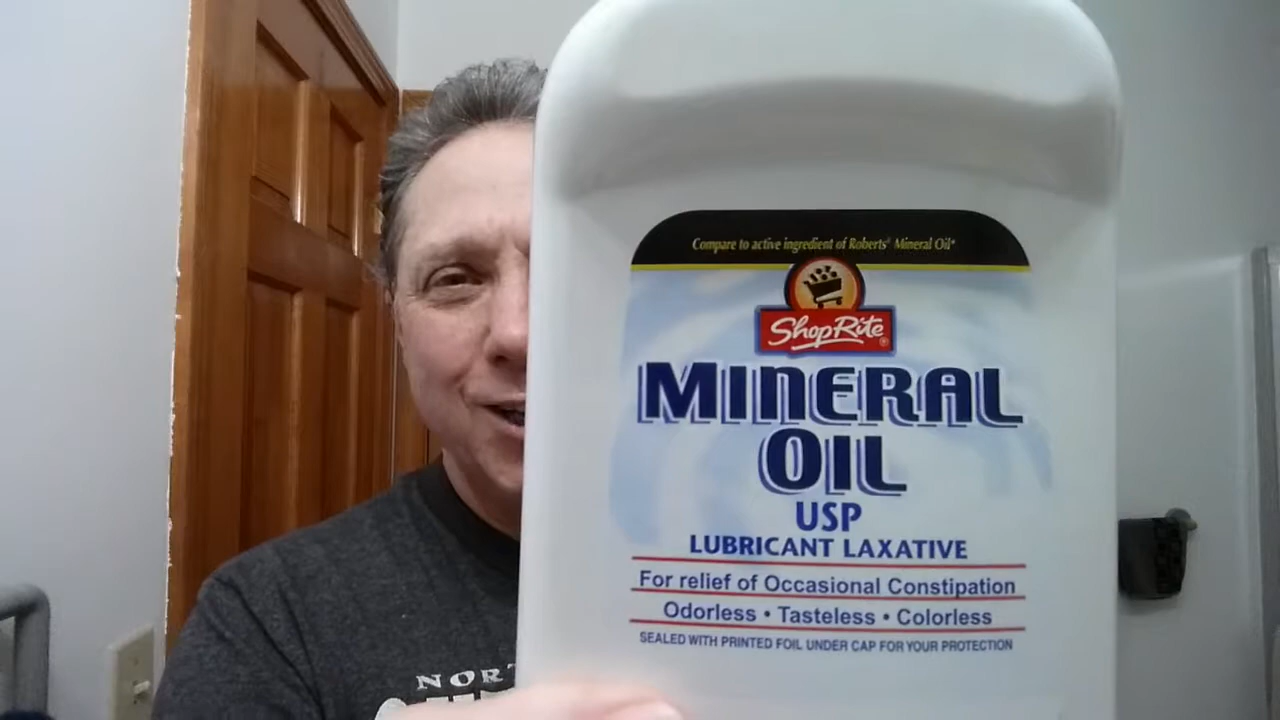 Compare to active ingredient of Roberts® Mineral Oil*
ShopRite®
MINERAL
OIL
USP
LUBRICANT LAXATIVE
For relief of Occasional Constipation
Odorless • Tasteless • Colorless
SEALED WITH PRINTED FOIL UNDER CAP FOR YOUR PROTECTION
NORT